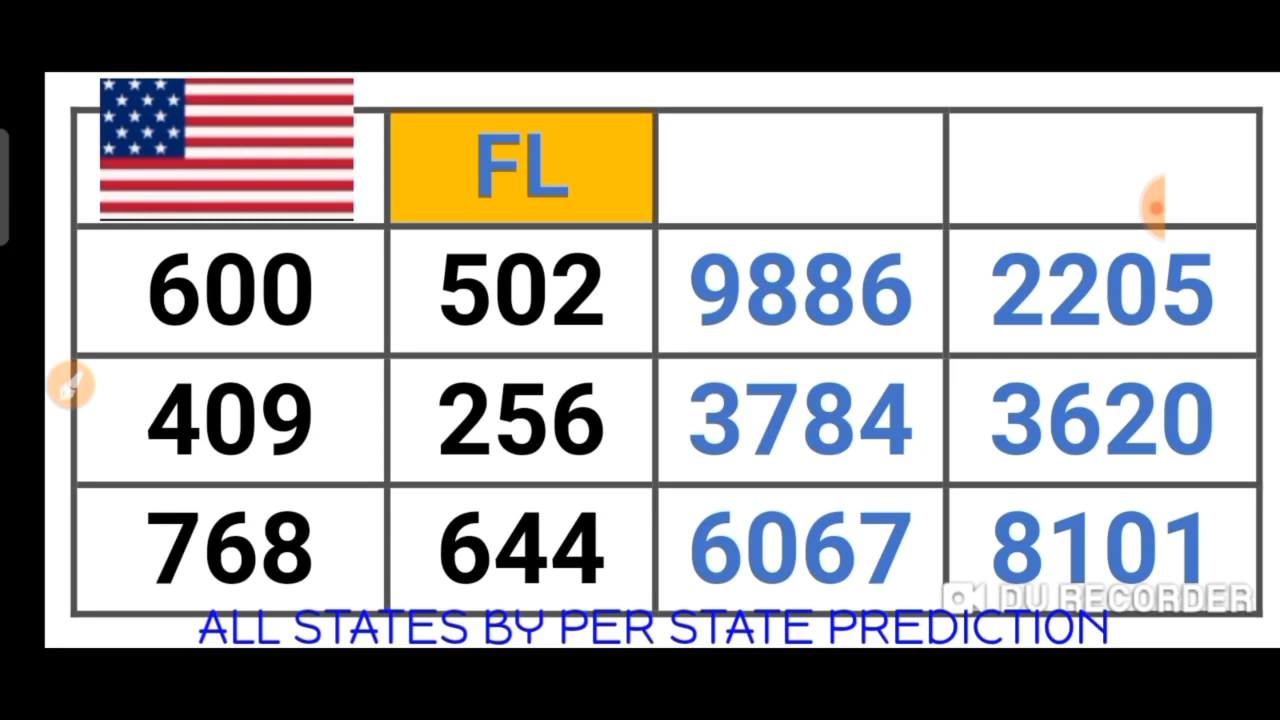 FL
600 502 9886 2205
409 256 3784 3620
768 644 6067 8101
DU RECORDER
ALL STATES BY PER STATE PREDICTION